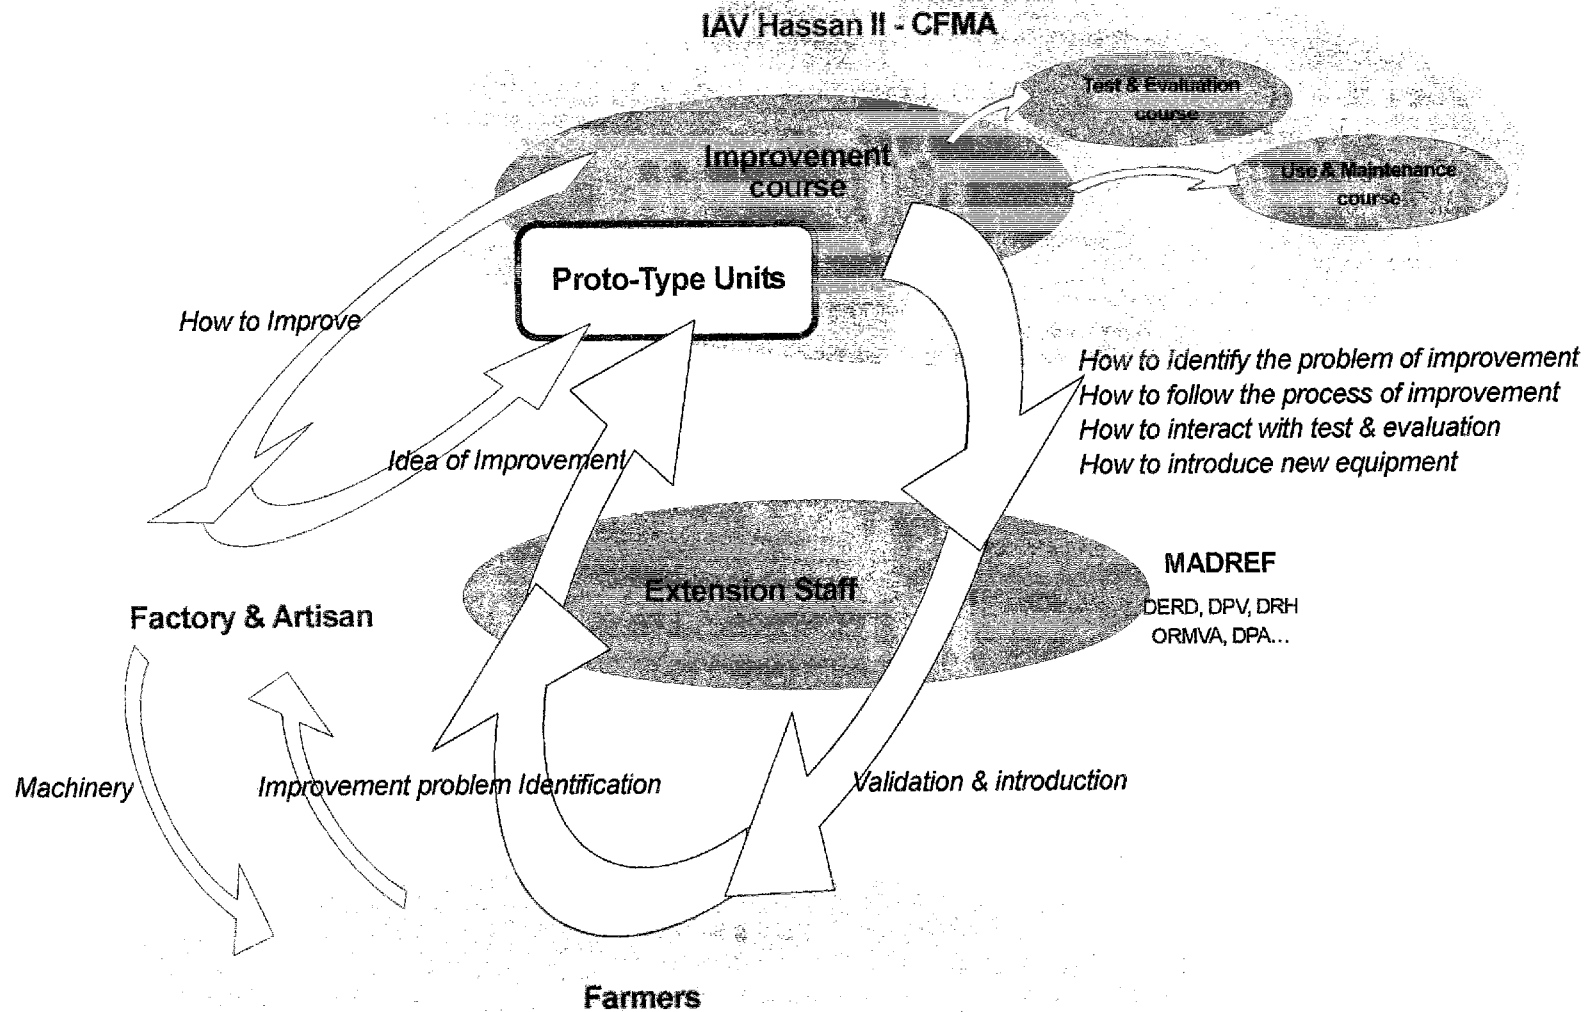 IAV Hassan II - CFMA
Test & Evaluation
course
Improvement
course
Use & Maintenance
course
Proto-Type Units
How to Improve
How to Identify the problem of improvement
How to follow the process of improvement
How to interact with test & evaluation
How to introduce new equipment
Idea of Improvement
MADREF
Extension Staff
DERD, DPV, DRH
ORMVA, DPA...
Factory & Artisan
Machinery
Improvement problem Identification
Validation & introduction
Farmers